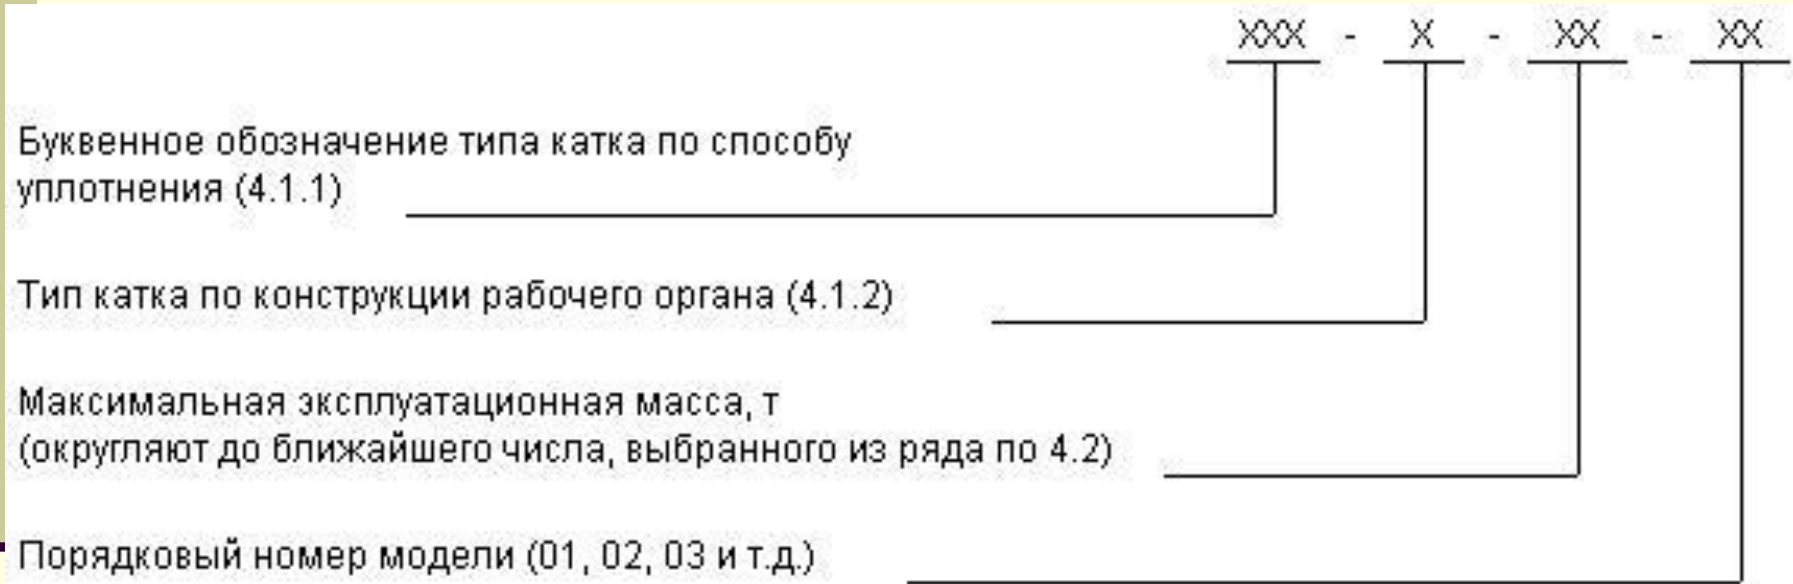 XXX - X - XX - XX
Буквенное обозначение типа катка по способу
уплотнения (4.1.1)
Тип катка по конструкции рабочего органа (4.1.2)
Максимальная эксплуатационная масса, т
(округляют до ближайшего числа, выбранного из ряда по 4.2)
Порядковый номер модели (01, 02, 03 и т.д.)